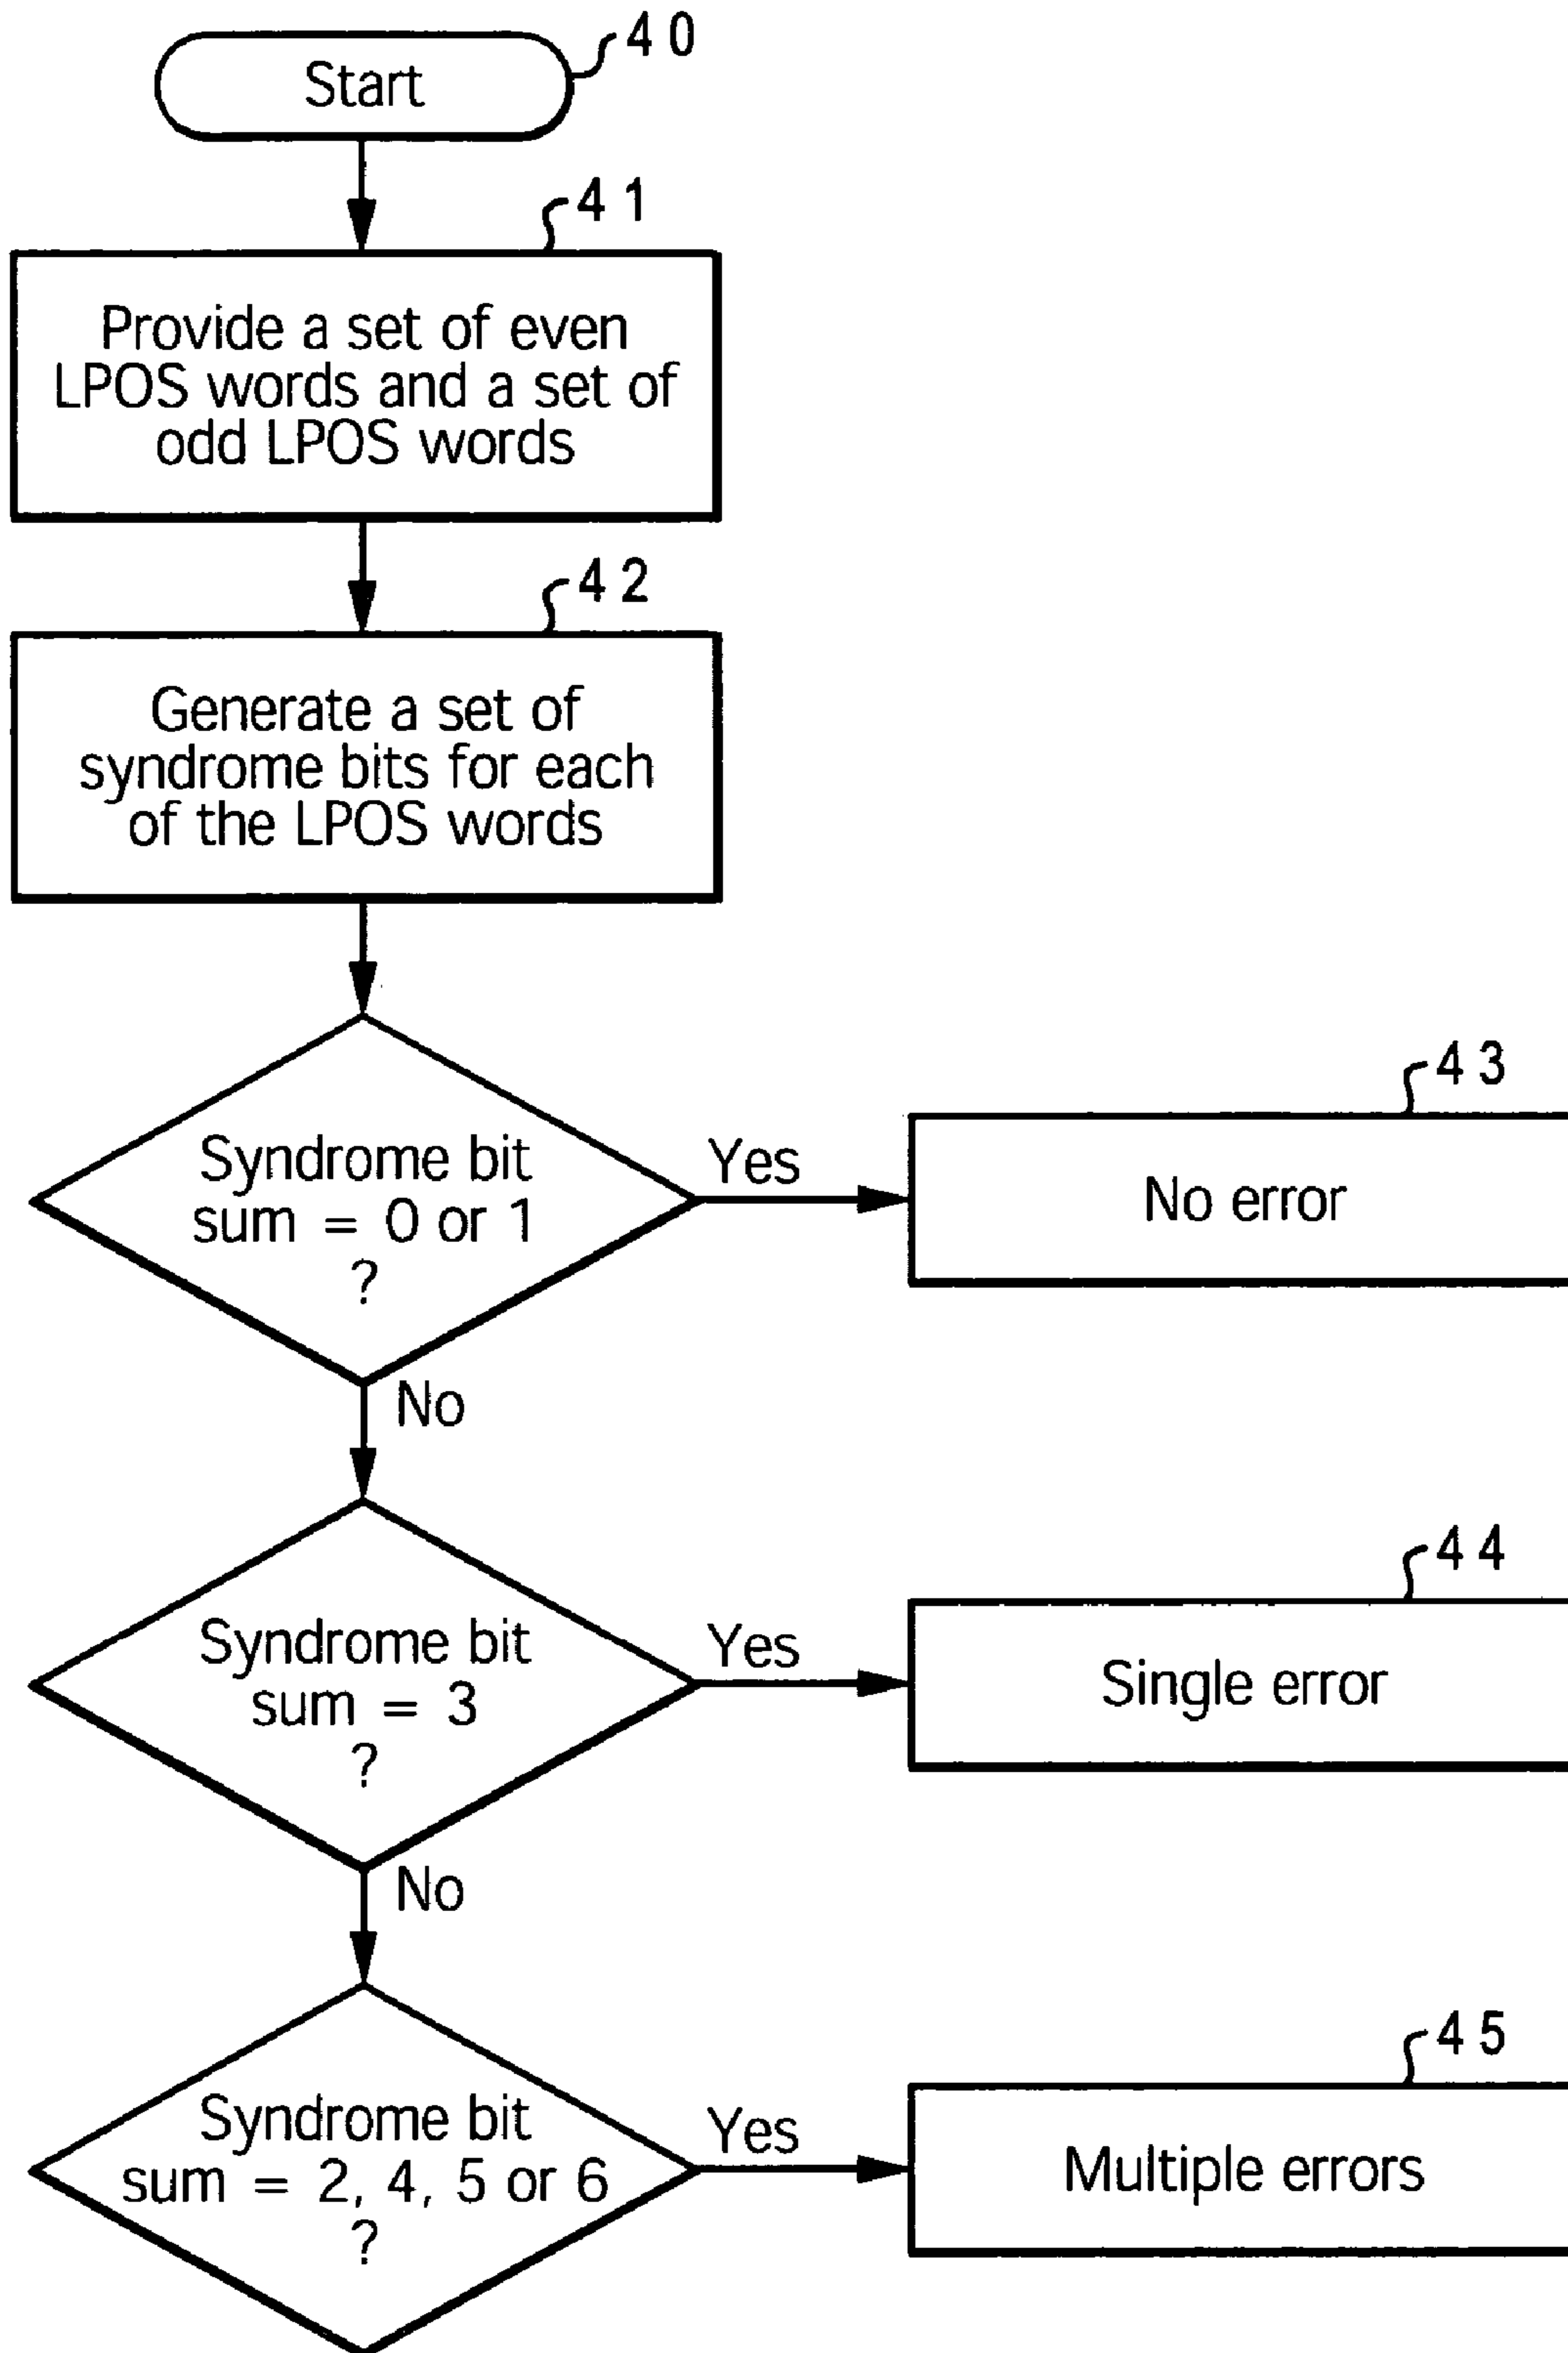 40
Start
41
Provide a set of even
LPOS words and a set of
odd LPOS words
42
Generate a set of
syndrome bits for each
of the LPOS words
43
Syndrome bit
sum = 0 or 1
?
Yes
No error
No
44
Syndrome bit
sum = 3
?
Yes
Single error
No
45
Syndrome bit
sum = 2, 4, 5 or 6
?
Yes
Multiple errors